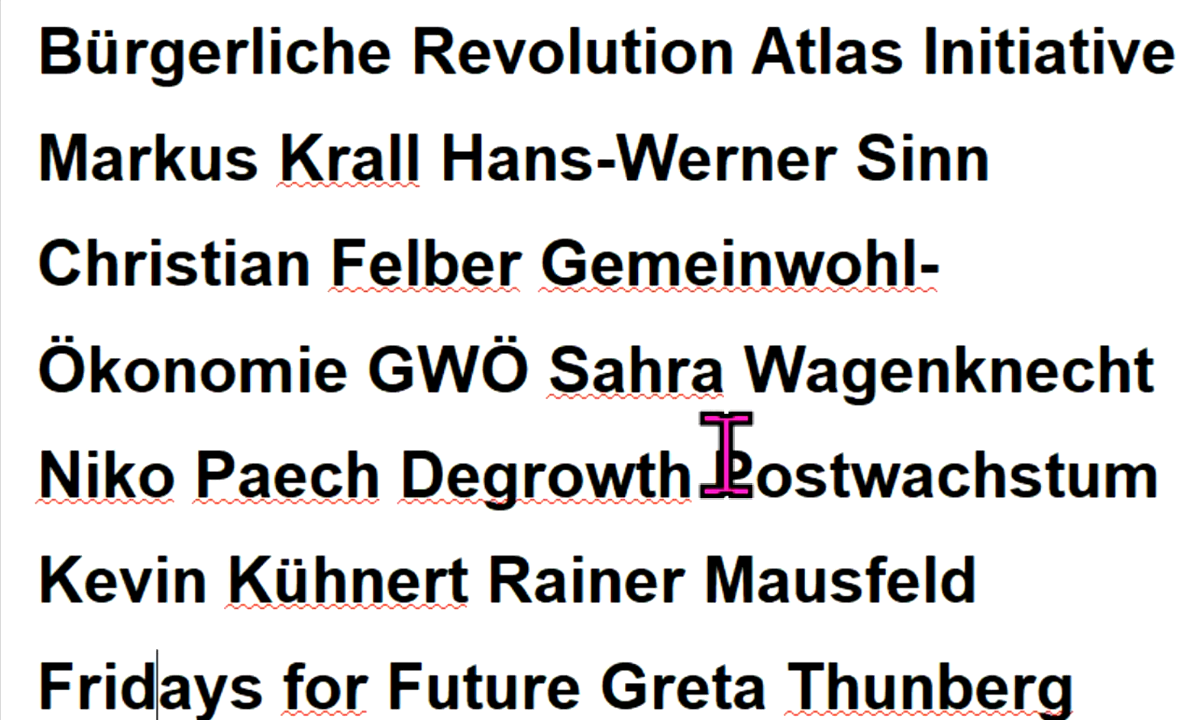 Bürgerliche Revolution Atlas Initiative
Markus Krall Hans-Werner Sinn
Christian Felber Gemeinwohl-
Ökonomie GWÖ Sahra Wagenknecht
Niko Paech Degrowth Postwachstum
Kevin Kühnert Rainer Mausfeld
Fridays for Future Greta Thunberg